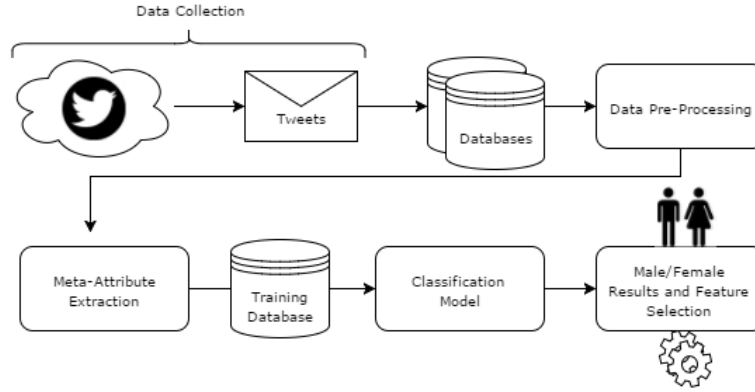 Data Collection
Tweets
Databases
Data Pre-Processing
Meta-Attribute
Extraction
Training
Database
Classification
Model
Male/Female
Results and Feature
Selection